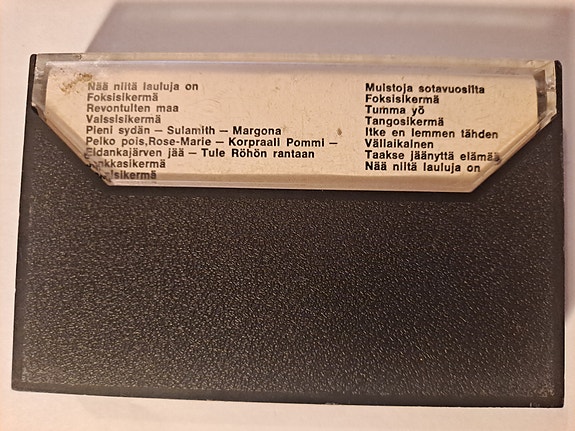 Nää niitä lauluja on
Foksisikermä
Revontulten maa
Valssisikermä
Pieni sydän – Sulamith – Margona
Pelko pois,Rose-Marie – Korpraali Pommi –
Eldankajärven jää – Tule Röhön rantaan
Muistoja sotavuosilta
Foksisikermä
Tumma yö
Tangosikermä
Itke en lemmen tähden
Väliaikainen
Taakse jäänyttä elämää
Nää niitä lauluja on